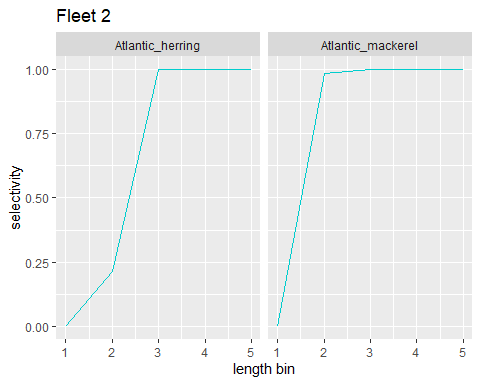 Fleet 2
Atlantic_herring Atlantic_mackerel
1.00
0.75
0.50
0.25
0.00
selectivity
1 2 3 4 5 1 2 3 4 5
length bin